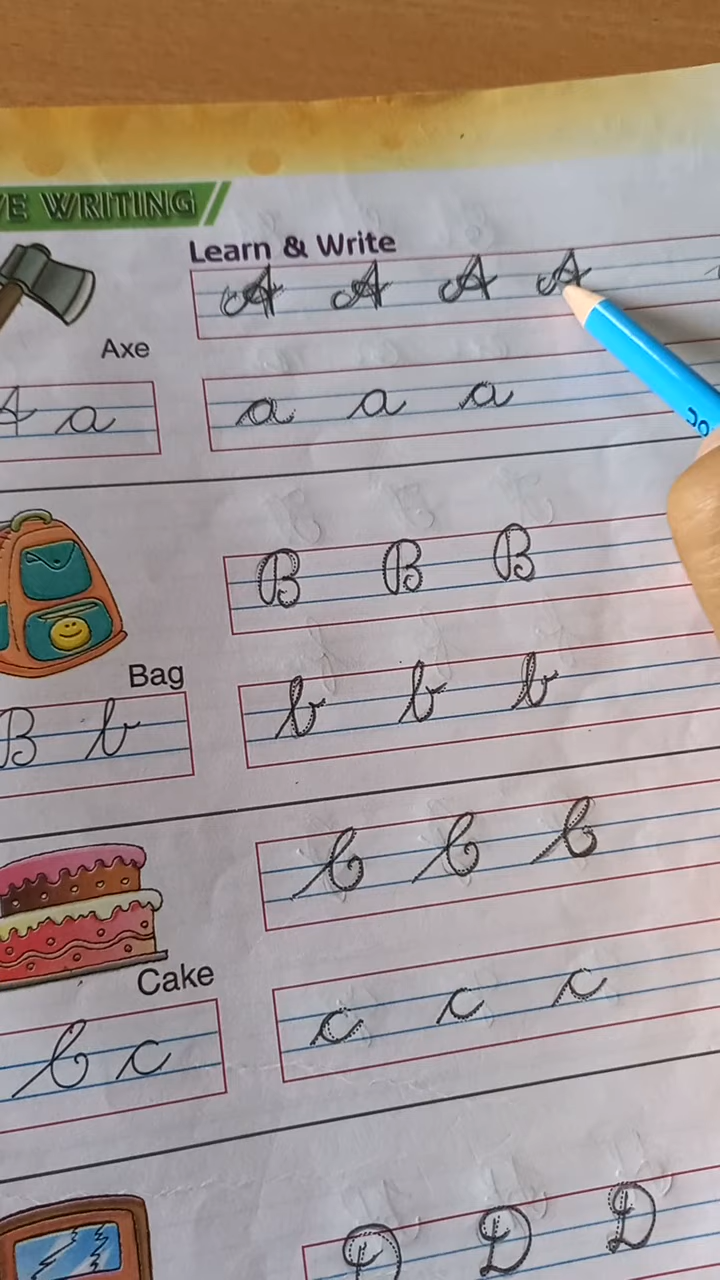 VE WRITING
Learn & Write
A A A A
Axe
A a
a a a
B B B
Bag
B b
b b b
C C C
Cake
C c
c c c
D D D